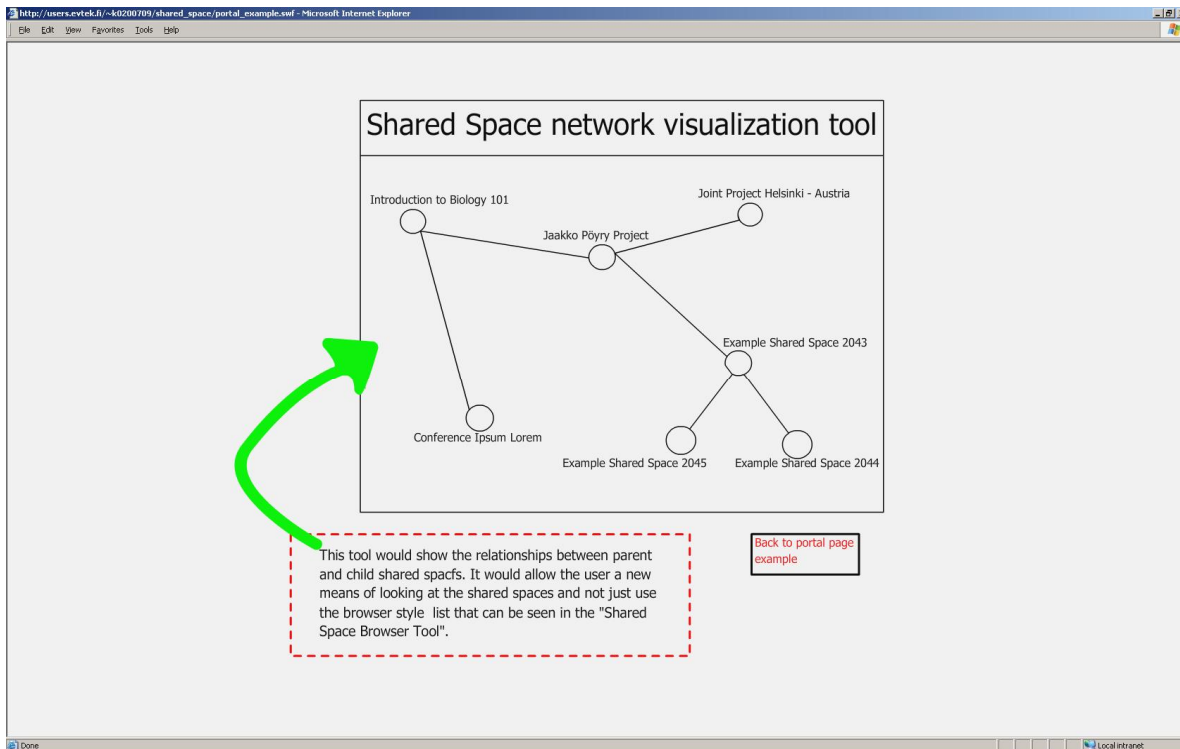 http://users.evtek.fi/~k0200709/shared_space/portal_example.swf - Microsoft Internet Explorer
File Edit View Favorites Tools Help
Shared Space network visualization tool
Introduction to Biology 101
Joint Project Helsinki - Austria
Jaakko Pöyry Project
Example Shared Space 2043
Conference Ipsum Lorem
Example Shared Space 2045
Example Shared Space 2044
This tool would show the relationships between parent
and child shared spacfs. It would allow the user a new
means of looking at the shared spaces and not just use
the browser style list that can be seen in the "Shared
Space Browser Tool".
Back to portal page
example
Done
Local intranet